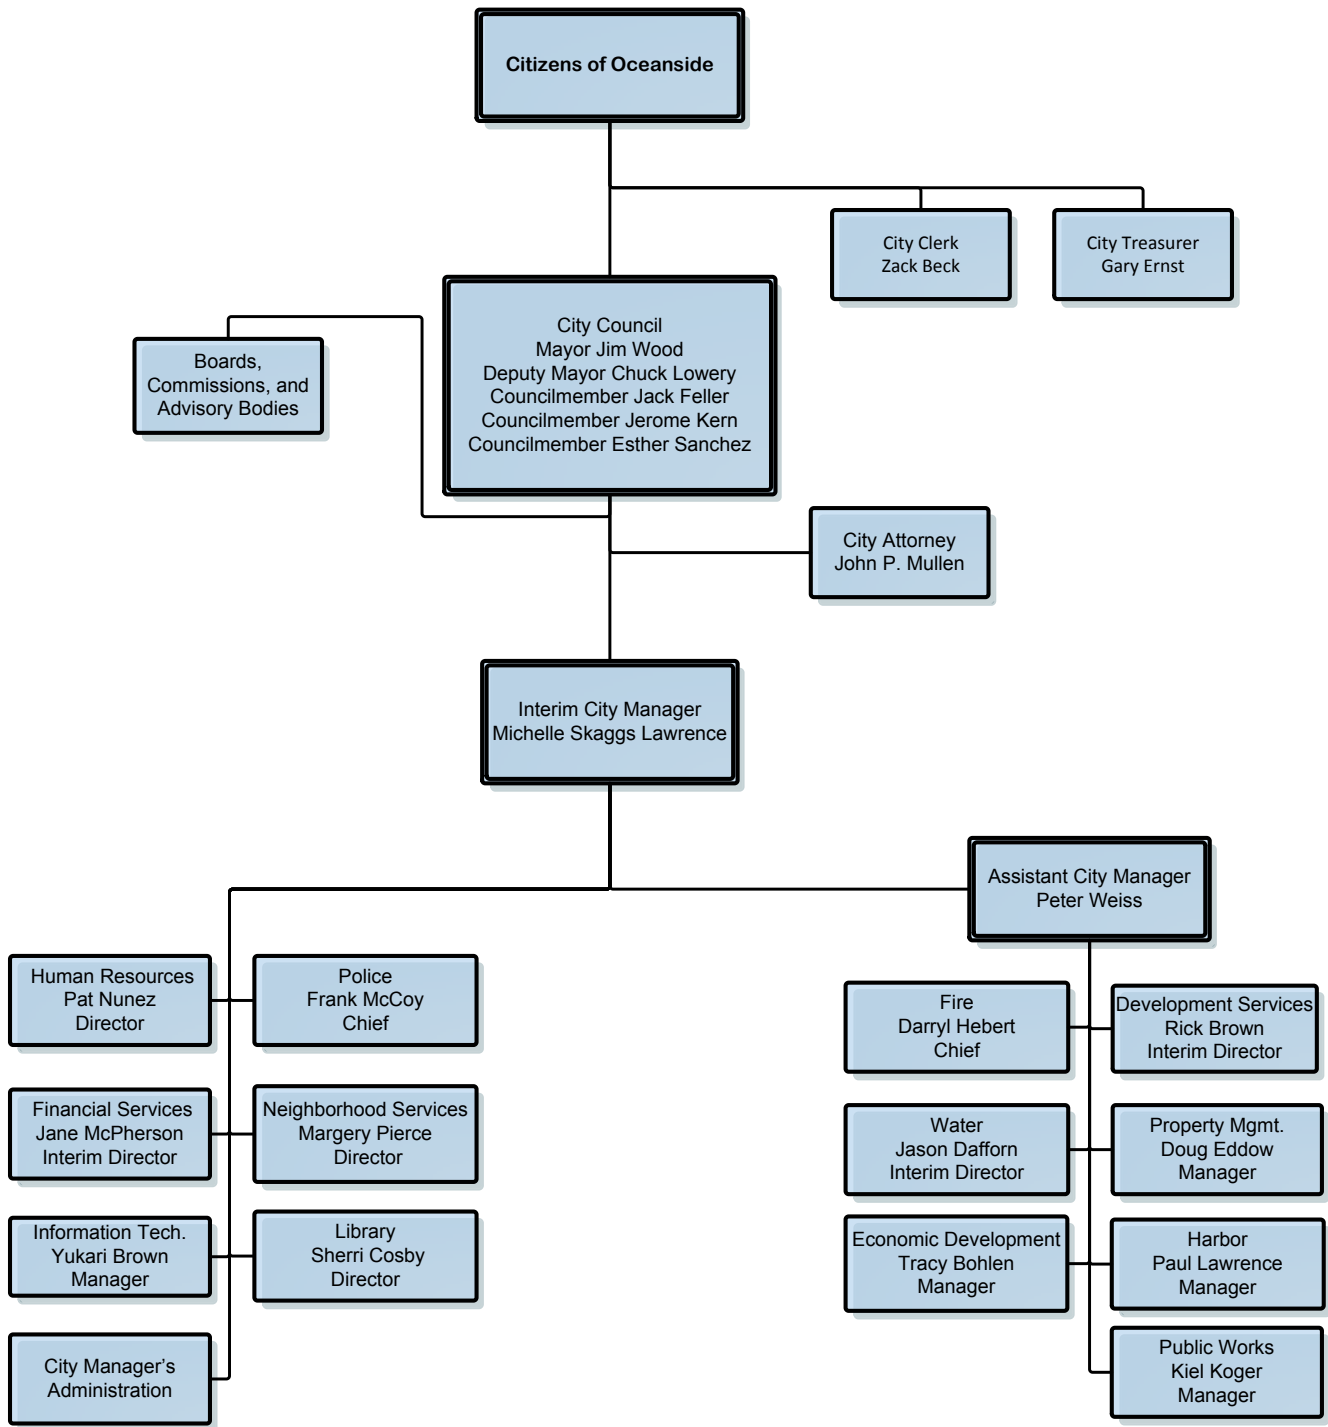 Citizens of Oceanside
City Clerk
Zack Beck
City Treasurer
Gary Ernst
City Council
Mayor Jim Wood
Deputy Mayor Chuck Lowery
Councilmember Jack Feller
Councilmember Jerome Kern
Councilmember Esther Sanchez
Boards,
Commissions, and
Advisory Bodies
City Attorney
John P. Mullen
Interim City Manager
Michelle Skaggs Lawrence
Assistant City Manager
Peter Weiss
Human Resources
Pat Nunez
Director
Police
Frank McCoy
Chief
Financial Services
Jane McPherson
Interim Director
Neighborhood Services
Margery Pierce
Director
Information Tech.
Yukari Brown
Manager
Library
Sherri Cosby
Director
City Manager’s
Administration
Fire
Darryl Hebert
Chief
Development Services
Rick Brown
Interim Director
Water
Jason Dafforn
Interim Director
Property Mgmt.
Doug Eddow
Manager
Economic Development
Tracy Bohlen
Manager
Harbor
Paul Lawrence
Manager
Public Works
Kiel Koger
Manager